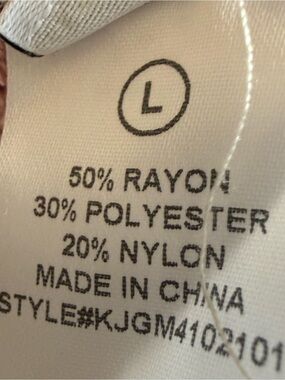 L
50% RAYON
30% POLYESTER
20% NYLON
MADE IN CHINA
STYLE#KJGM4102101